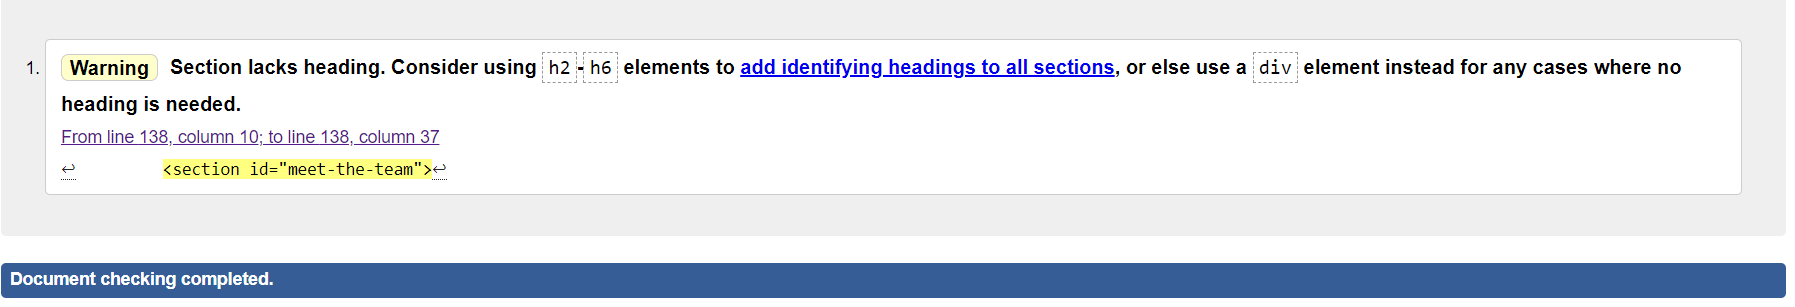 1. Warning Section lacks heading. Consider using h2-h6 elements to add identifying headings to all sections, or else use a div element instead for any cases where no
heading is needed.
From line 138, column 10; to line 138, column 37
↩ <section id="meet-the-team">↩
Document checking completed.